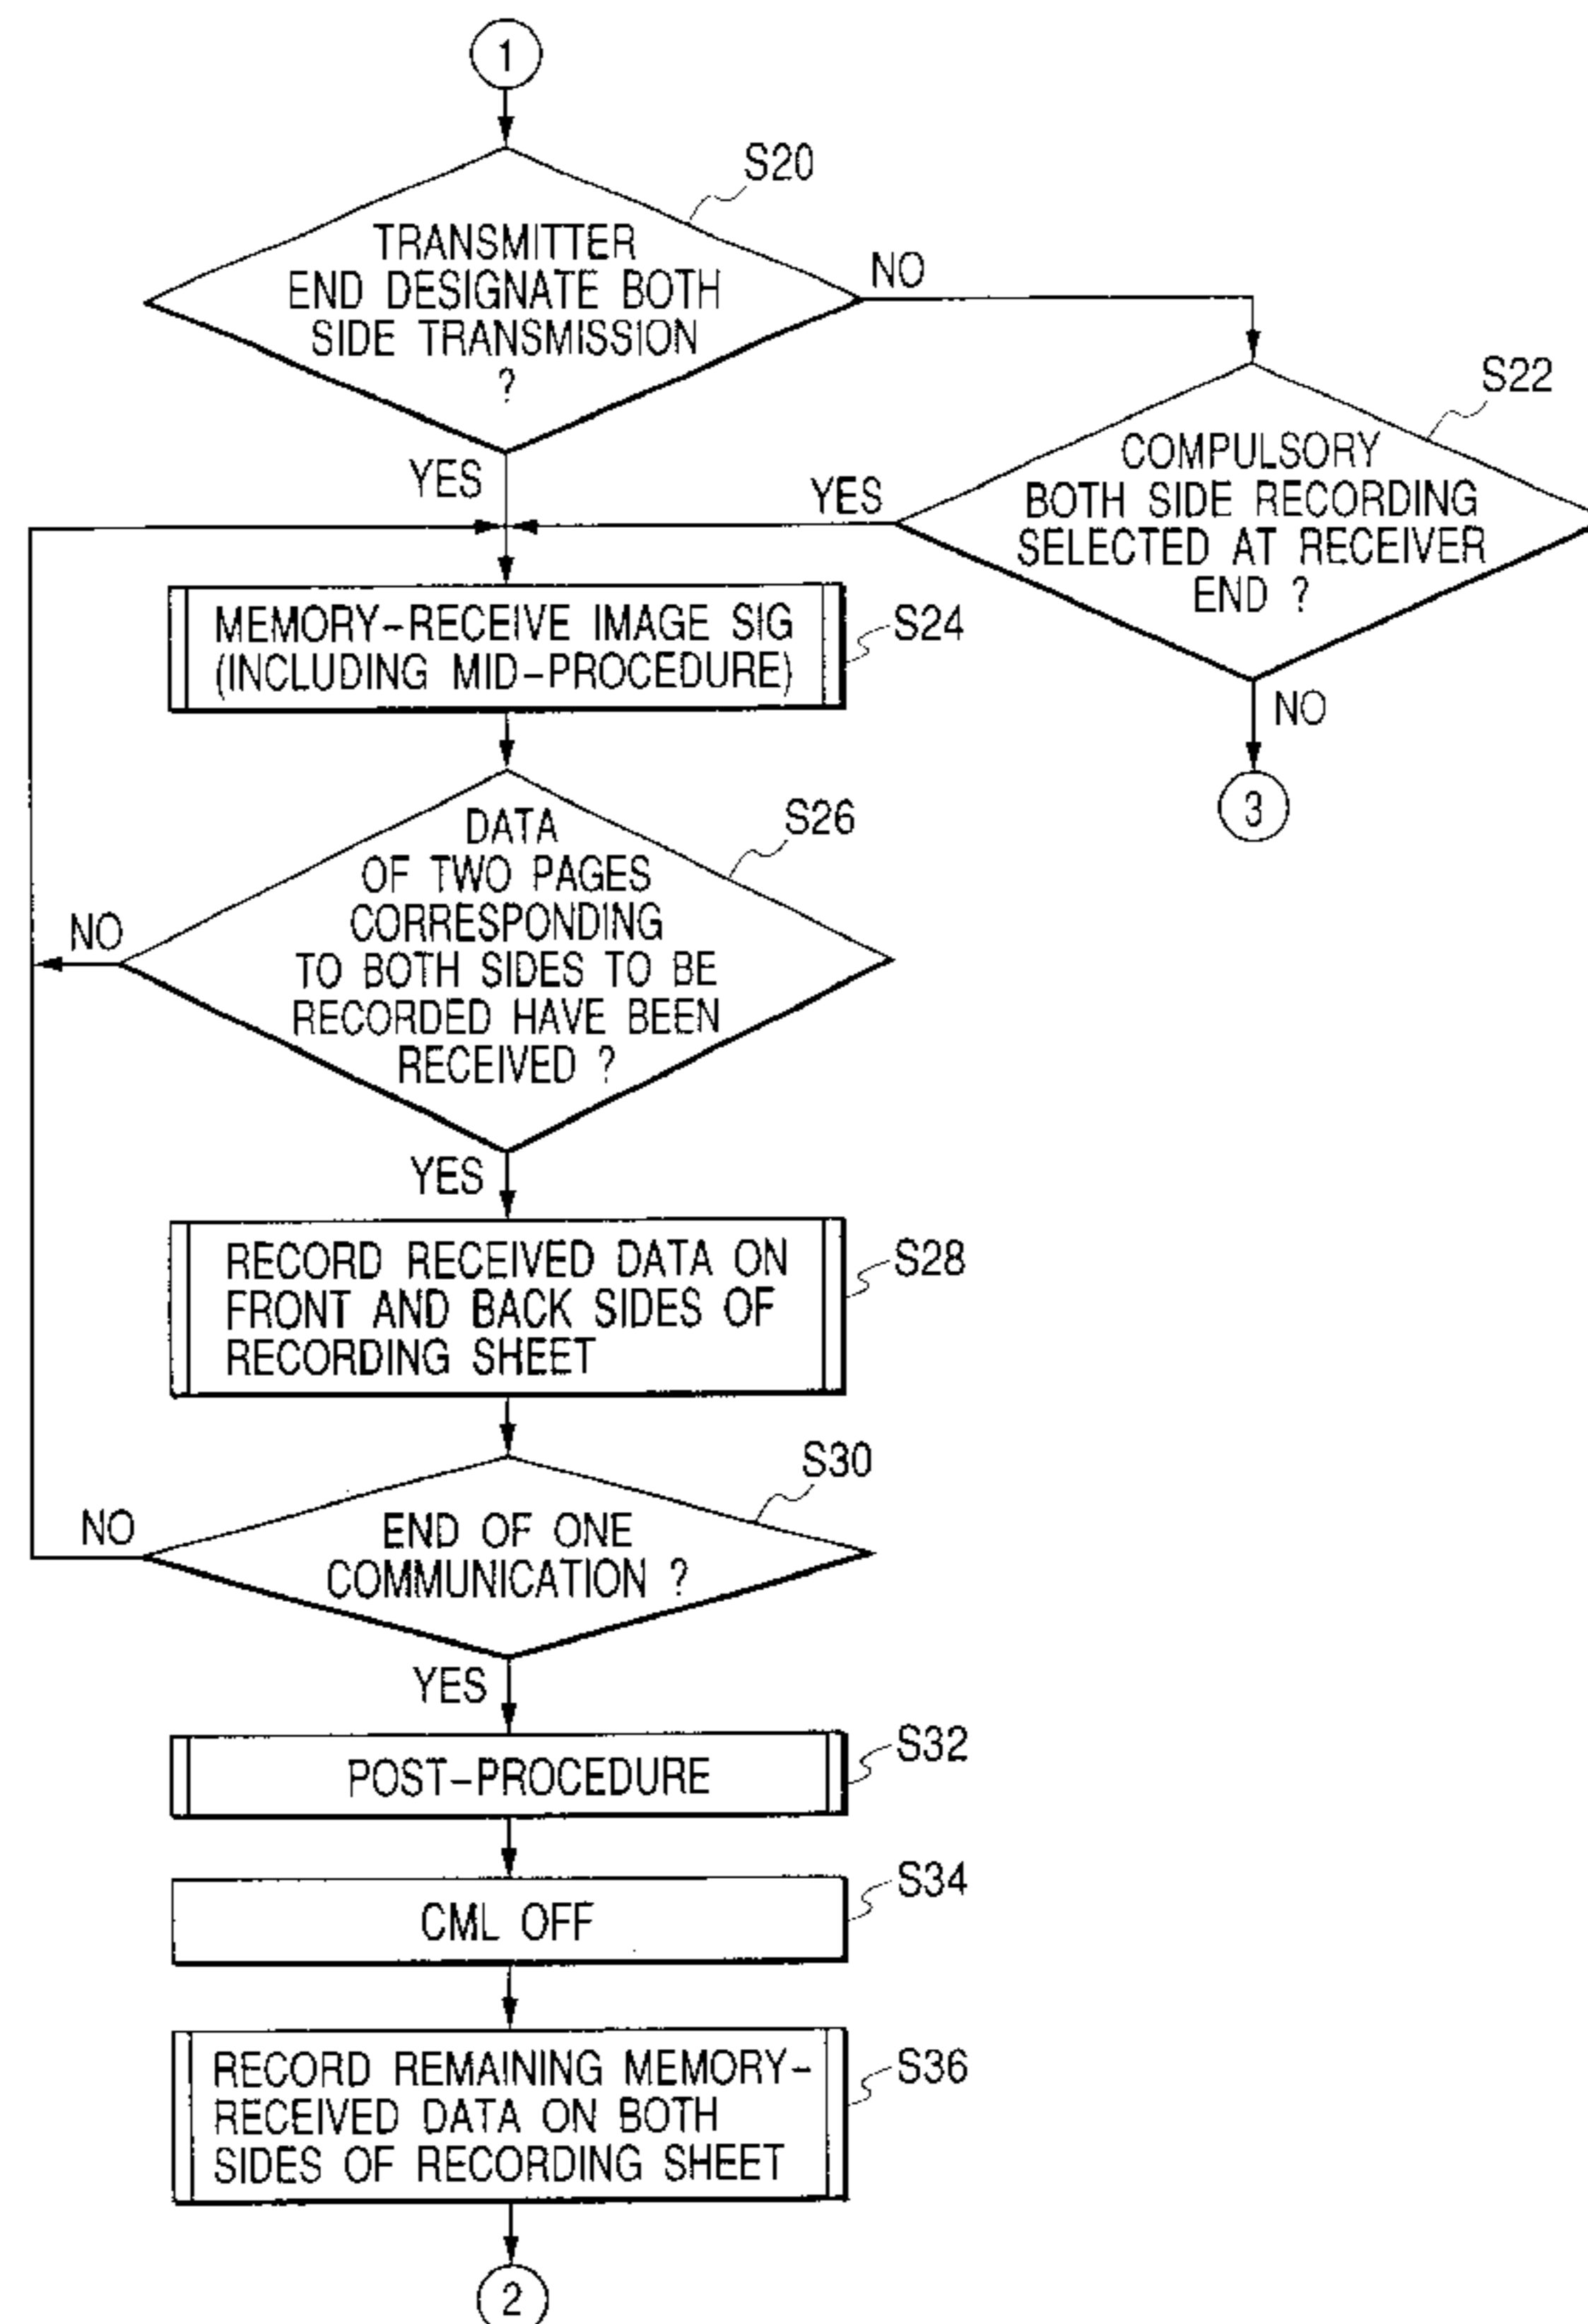 1
S20
TRANSMITTER
END DESIGNATE BOTH
SIDE TRANSMISSION
?
NO
YES
S22
COMPULSORY
BOTH SIDE RECORDING
SELECTED AT RECEIVER
END ?
YES
NO
3
MEMORY-RECEIVE IMAGE SIG
(INCLUDING MID-PROCEDURE)
S24
S26
DATA
OF TWO PAGES
CORRESPONDING
TO BOTH SIDES TO BE
RECORDED HAVE BEEN
RECEIVED ?
NO
YES
RECORD RECEIVED DATA ON
FRONT AND BACK SIDES OF
RECORDING SHEET
S28
S30
END OF ONE
COMMUNICATION ?
NO
YES
POST-PROCEDURE
S32
CML OFF
S34
RECORD REMAINING MEMORY-
RECEIVED DATA ON BOTH
SIDES OF RECORDING SHEET
S36
2